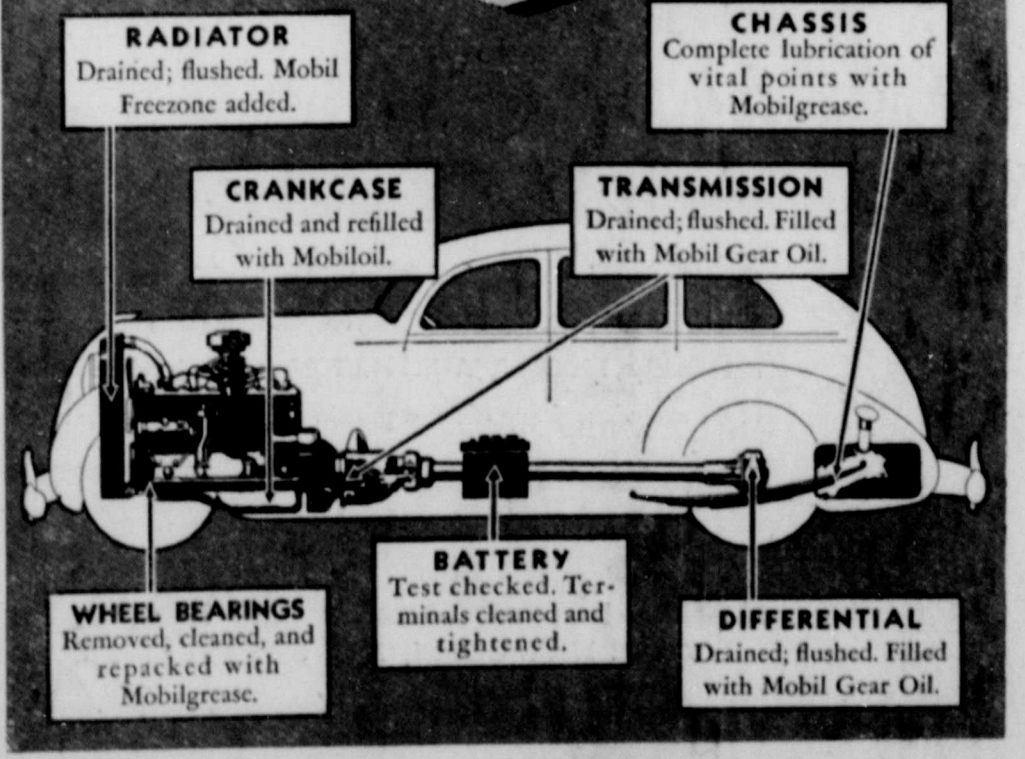 RADIATOR
Drained; flushed. Mobil
Freezone added.
CHASSIS
Complete lubrication of
vital points with
Mobilgrease.
CRANKCASE
Drained and refilled
with Mobiloil.
TRANSMISSION
Drained; flushed. Filled
with Mobil Gear Oil.
WHEEL BEARINGS
Removed, cleaned, and
repacked with
Mobilgrease.
BATTERY
Test checked. Ter-
minals cleaned and
tightened.
DIFFERENTIAL
Drained; flushed. Filled
with Mobil Gear Oil.